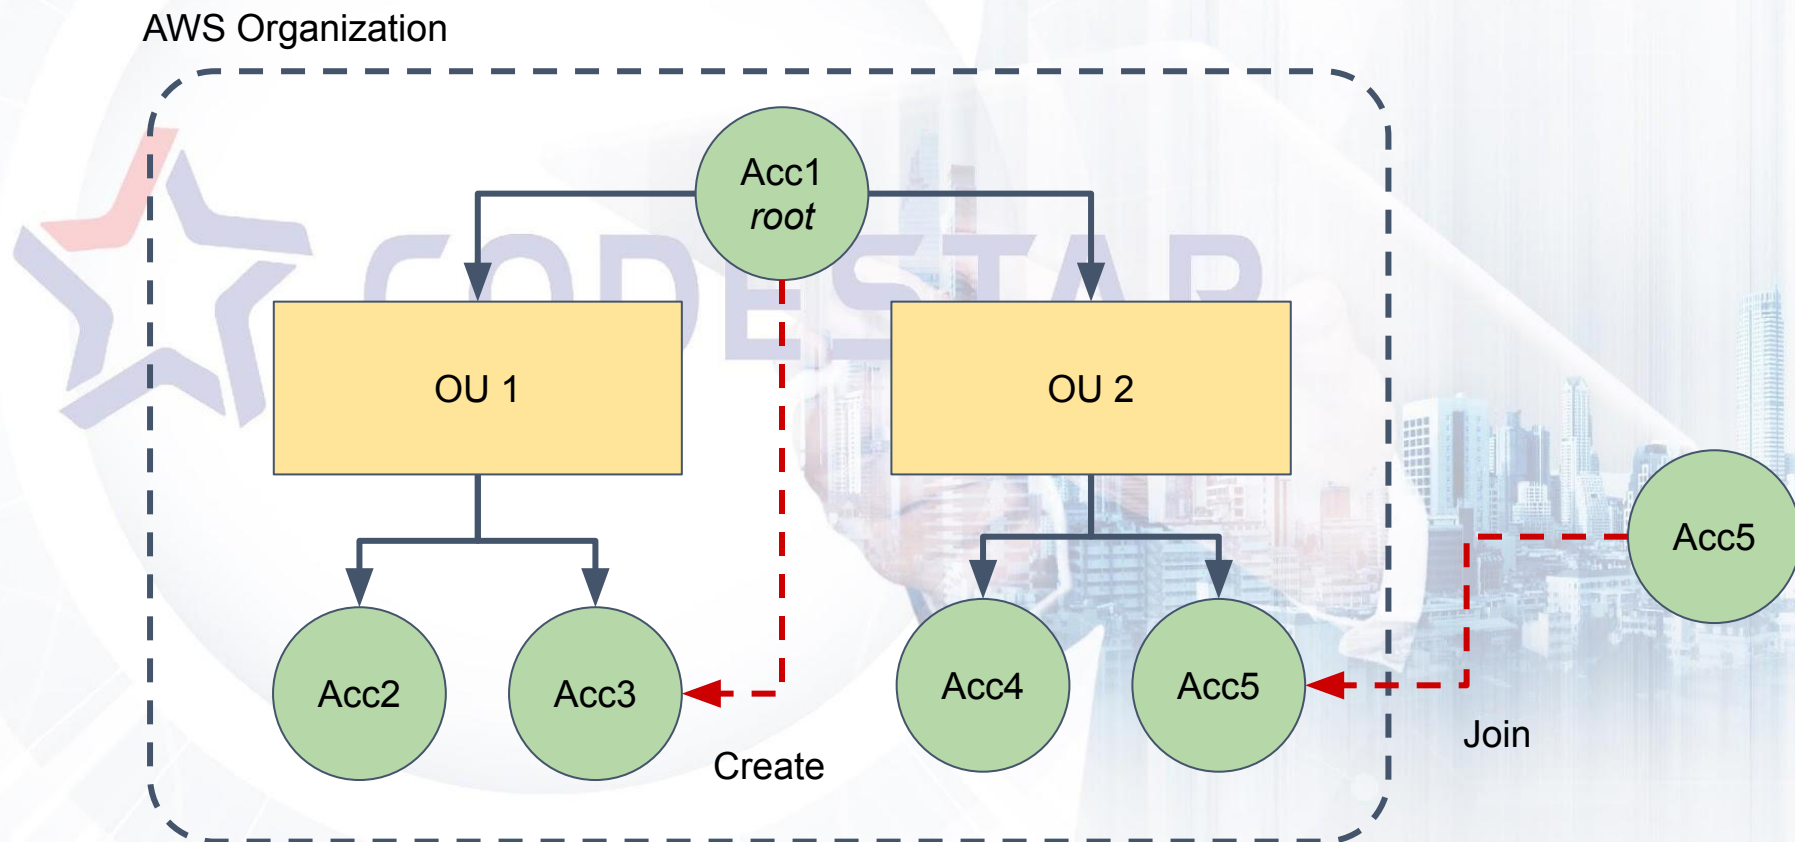 AWS Organization
Acc1
root
CODESTAR
OU 1
OU 2
Acc5
Acc2
Acc3
Acc4
Acc5
Join
Create